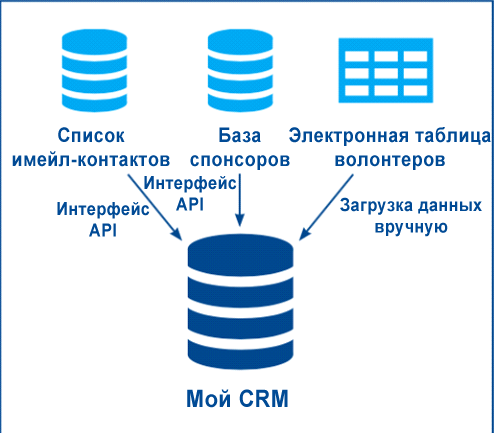 Список
имейл-контактов
База
спонсоров
Электронная таблица
волонтеров
Интерфейс
API
Интерфейс
API
Загрузка данных
вручную
Мой CRM